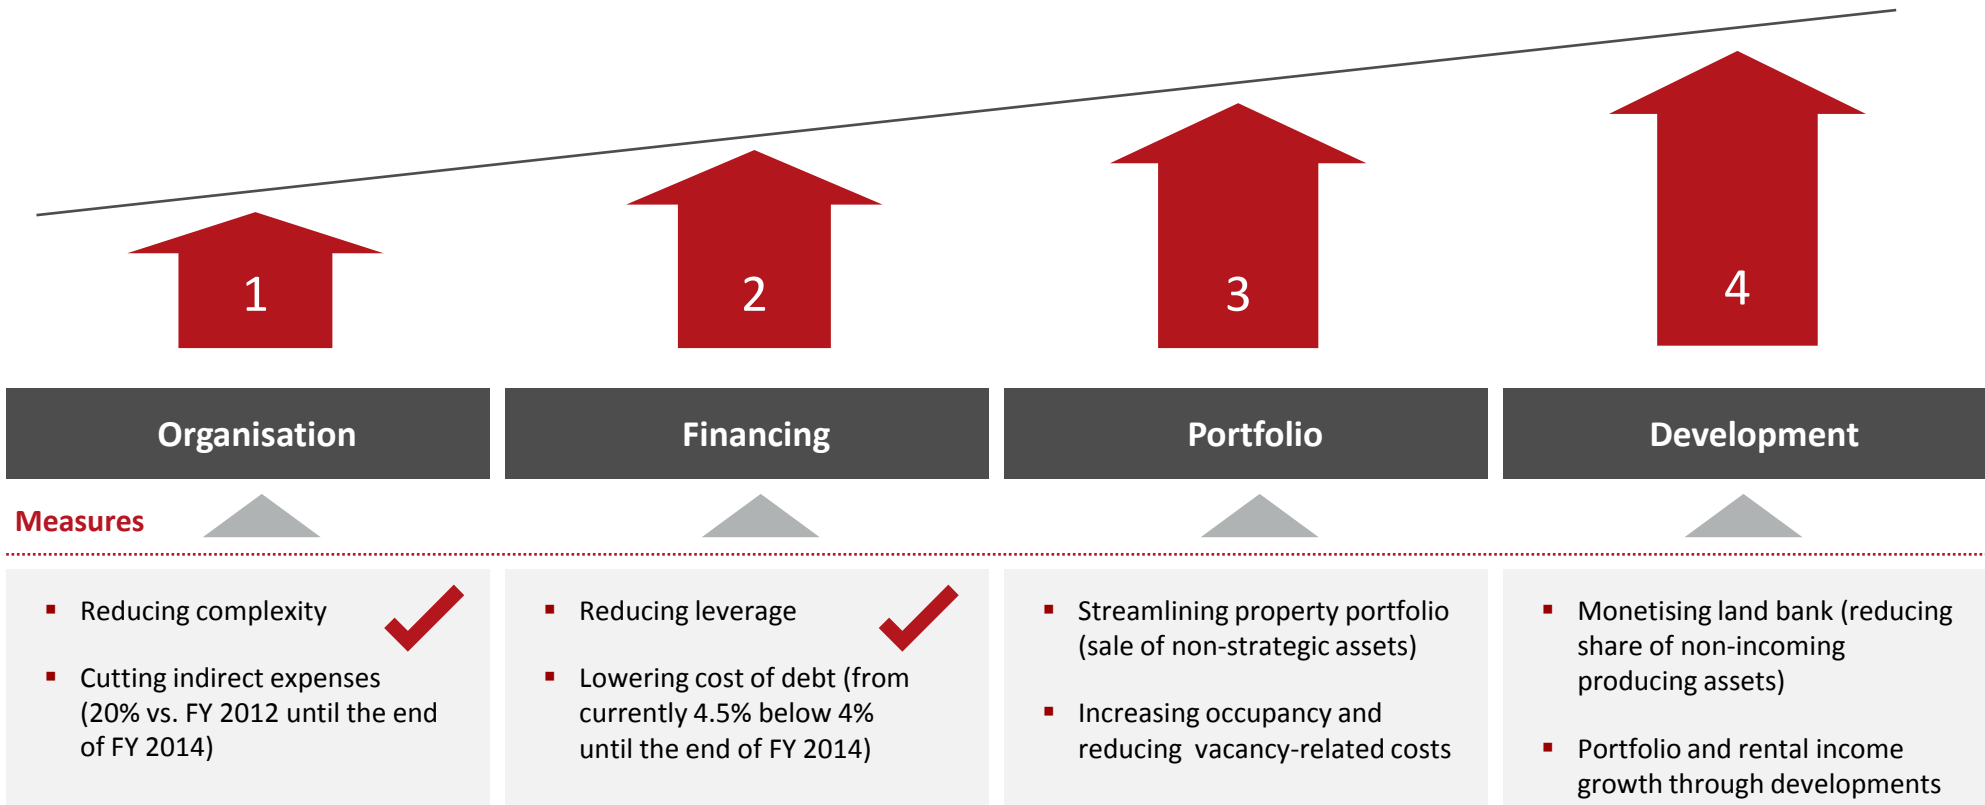 1
2
3
4
Organisation
Financing
Portfolio
Development
Measures
▪ Reducing complexity
▪ Cutting indirect expenses
(20% vs. FY 2012 until the end
of FY 2014)
▪ Reducing leverage
▪ Lowering cost of debt (from
currently 4.5% below 4%
until the end of FY 2014)
▪ Streamlining property portfolio
(sale of non-strategic assets)
▪ Increasing occupancy and
reducing vacancy-related costs
▪ Monetising land bank (reducing
share of non-incoming
producing assets)
▪ Portfolio and rental income
growth through developments